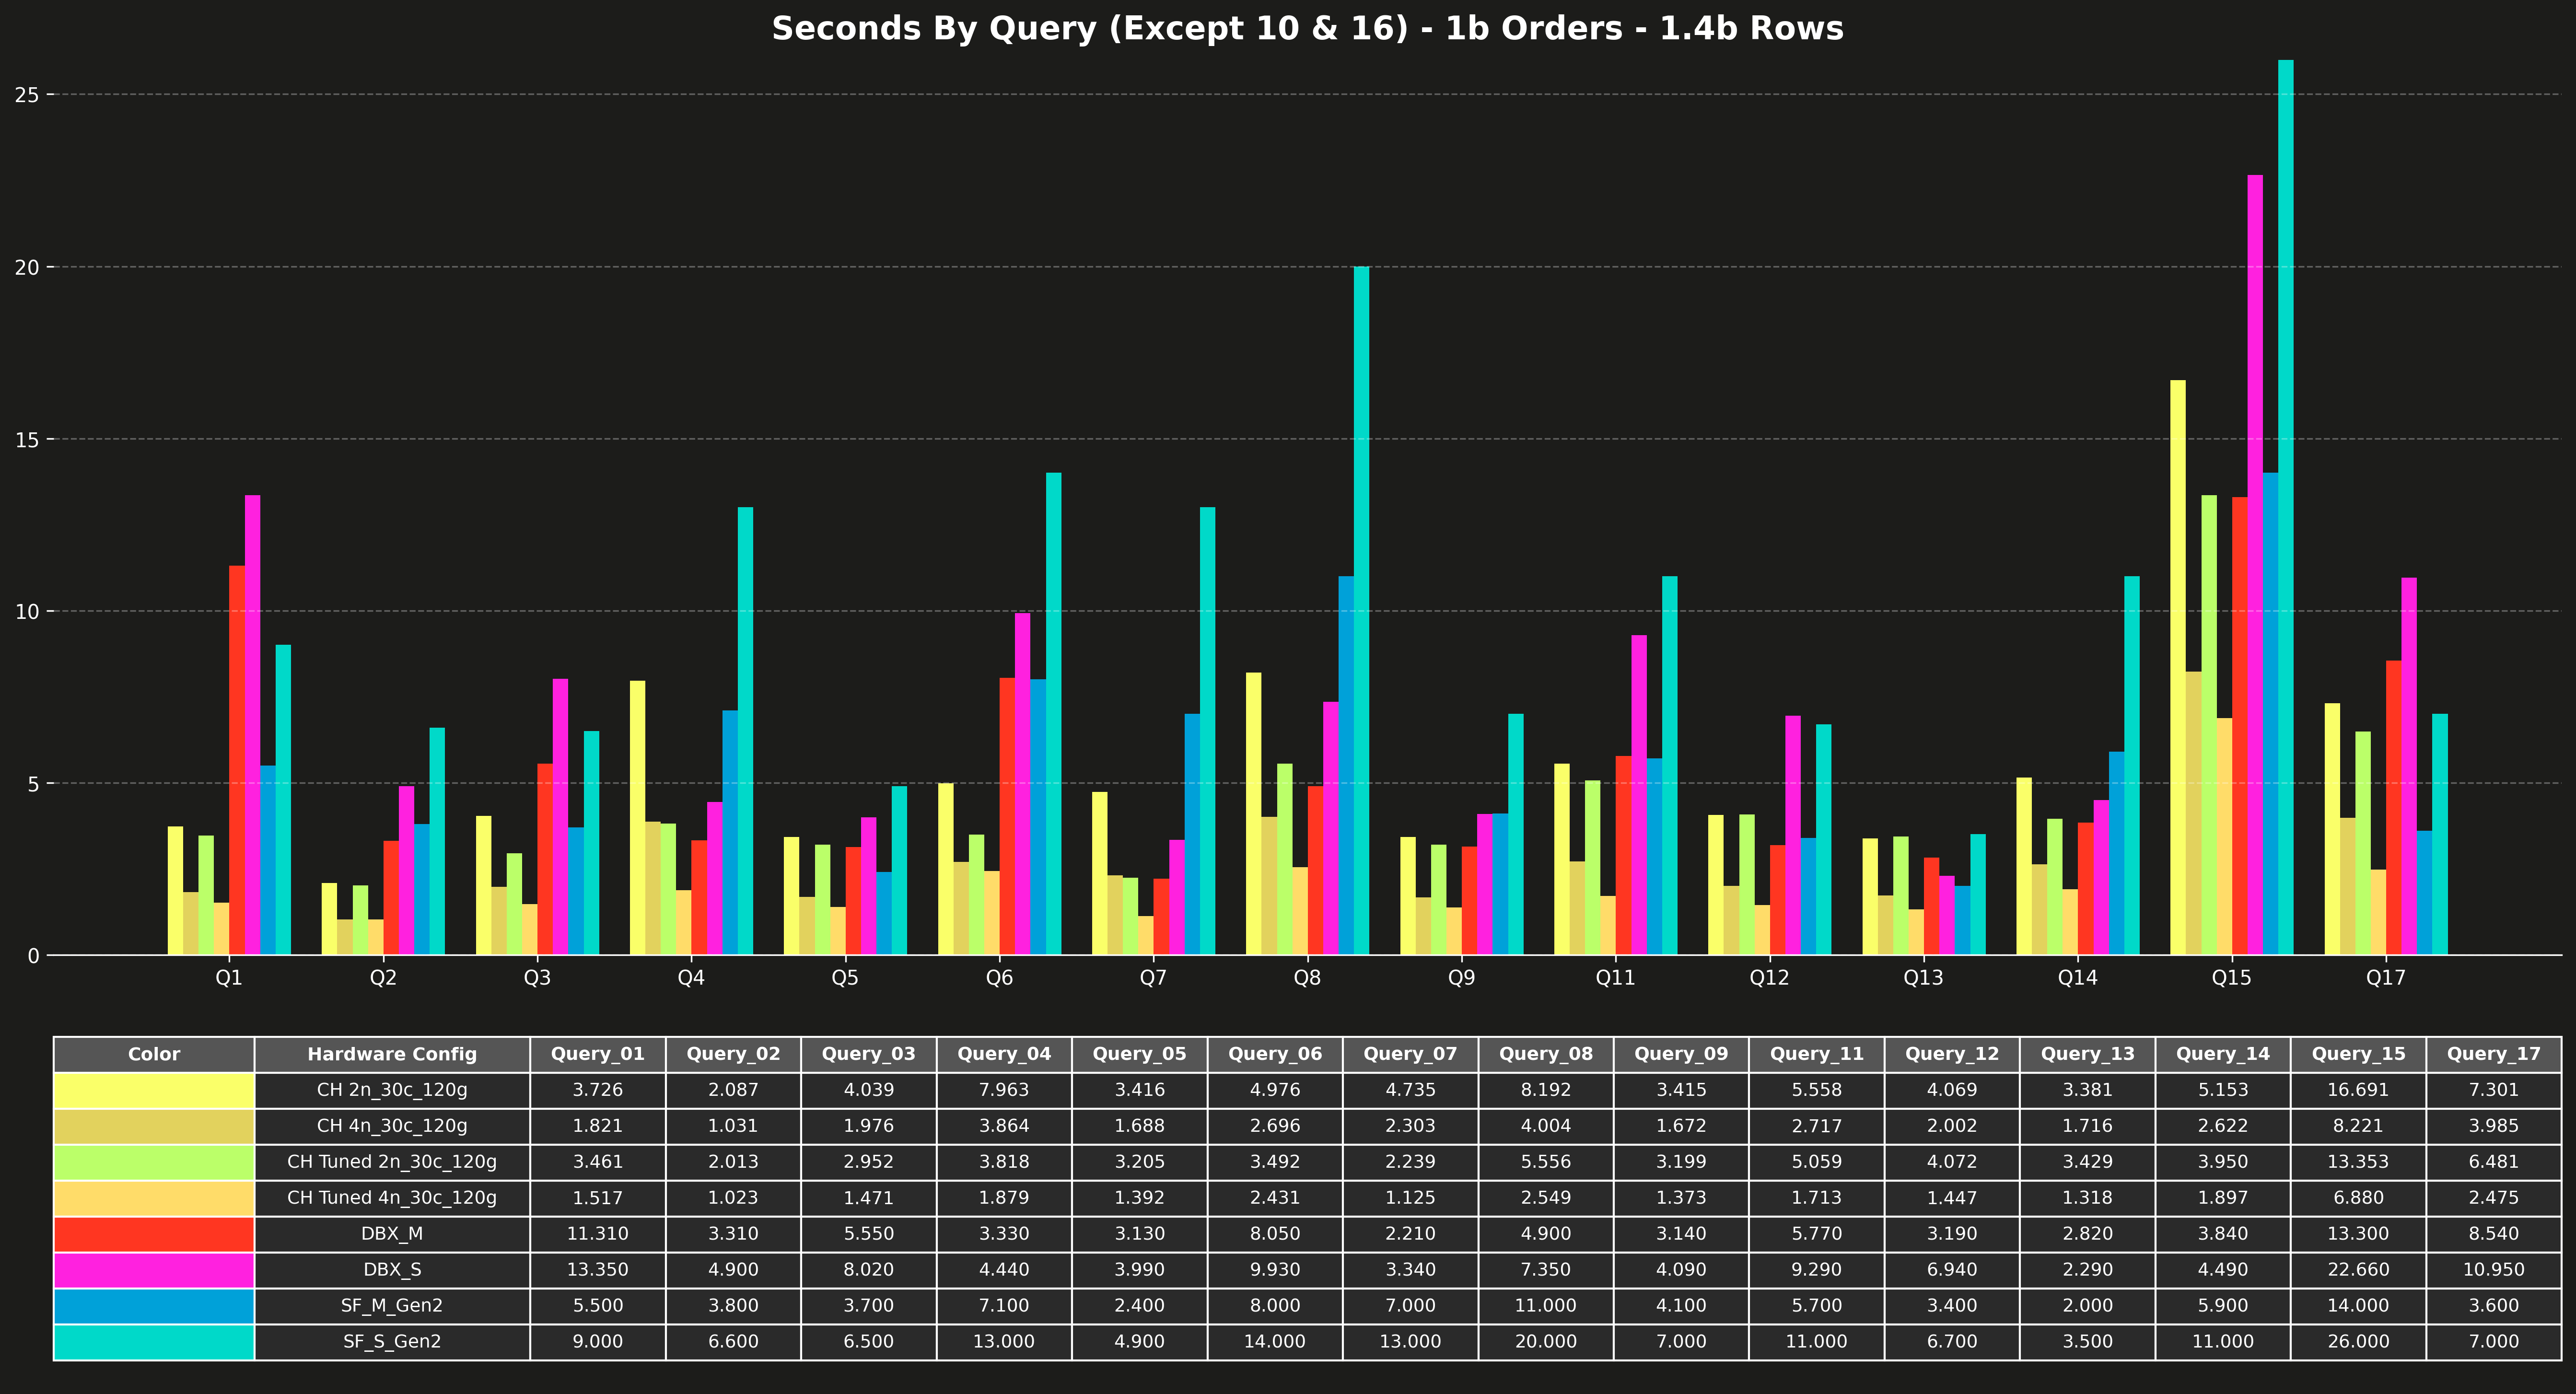 Seconds By Query (Except 10 & 16) - 1b Orders - 1.4b Rows
25
20
15
10
5
0
Q1 Q2 Q3 Q4 Q5 Q6 Q7 Q8 Q9 Q11 Q12 Q13 Q14 Q15 Q17
Color Hardware Config Query_01 Query_02 Query_03 Query_04 Query_05 Query_06 Query_07 Query_08 Query_09 Query_11 Query_12 Query_13 Query_14 Query_15 Query_17
CH 2n_30c_120g 3.726 2.087 4.039 7.963 3.416 4.976 4.735 8.192 3.415 5.558 4.069 3.381 5.153 16.691 7.301
CH 4n_30c_120g 1.821 1.031 1.976 3.864 1.688 2.696 2.303 4.004 1.672 2.717 2.002 1.716 2.622 8.221 3.985
CH Tuned 2n_30c_120g 3.461 2.013 2.952 3.818 3.205 3.492 2.239 5.556 3.199 5.059 4.072 3.429 3.950 13.353 6.481
CH Tuned 4n_30c_120g 1.517 1.023 1.471 1.879 1.392 2.431 1.125 2.549 1.373 1.713 1.447 1.318 1.897 6.880 2.475
DBX_M 11.310 3.310 5.550 3.330 3.130 8.050 2.210 4.900 3.140 5.770 3.190 2.820 3.840 13.300 8.540
DBX_S 13.350 4.900 8.020 4.440 3.990 9.930 3.340 7.350 4.090 9.290 6.940 2.290 4.490 22.660 10.950
SF_M_Gen2 5.500 3.800 3.700 7.100 2.400 8.000 7.000 11.000 4.100 5.700 3.400 2.000 5.900 14.000 3.600
SF_S_Gen2 9.000 6.600 6.500 13.000 4.900 14.000 13.000 20.000 7.000 11.000 6.700 3.500 11.000 26.000 7.000